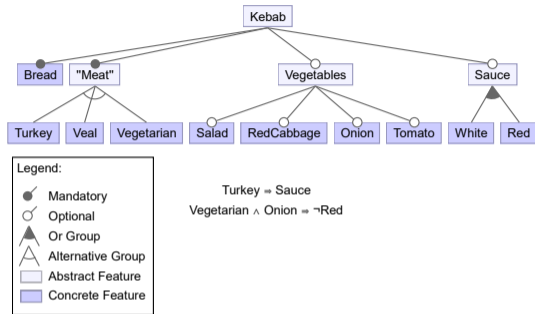 Kebab
Bread "Meat" Vegetables Sauce
Turkey Veal Vegetarian Salad RedCabbage Onion Tomato White Red
Legend:
Mandatory
Optional
Or Group
Alternative Group
Abstract Feature
Concrete Feature
Turkey ⇒ Sauce
Vegetarian ∧ Onion ⇒ ¬Red